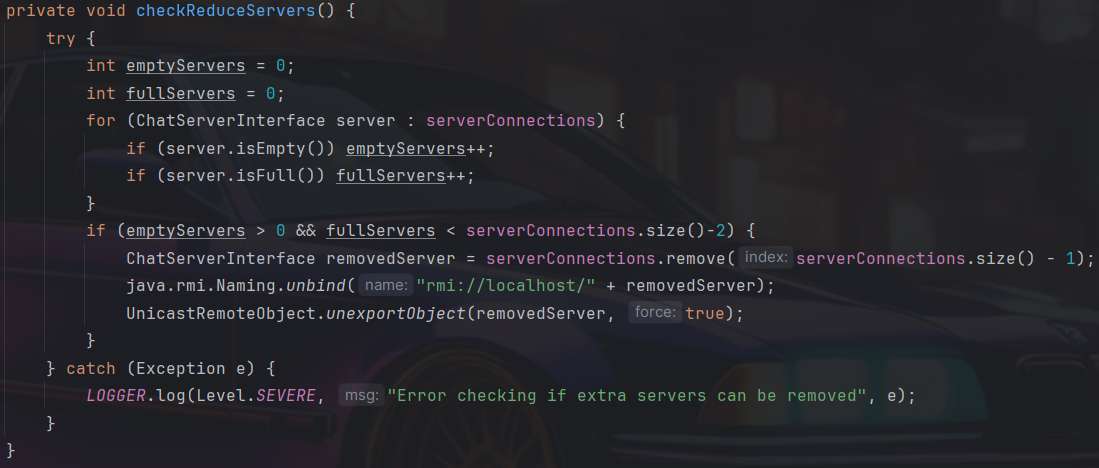 private void checkReduceServers() {
    try {
        int emptyServers = 0;
        int fullServers = 0;
        for (ChatServerInterface server : serverConnections) {
            if (server.isEmpty()) emptyServers++;
            if (server.isFull()) fullServers++;
        }
        if (emptyServers > 0 && fullServers < serverConnections.size()-2) {
            ChatServerInterface removedServer = serverConnections.remove( index: serverConnections.size() - 1);
            java.rmi.Naming.unbind( name: "rmi://localhost/" + removedServer);
            UnicastRemoteObject.unexportObject(removedServer, force: true);
        }
    } catch (Exception e) {
        LOGGER.log(Level.SEVERE, msg: "Error checking if extra servers can be removed", e);
    }
}